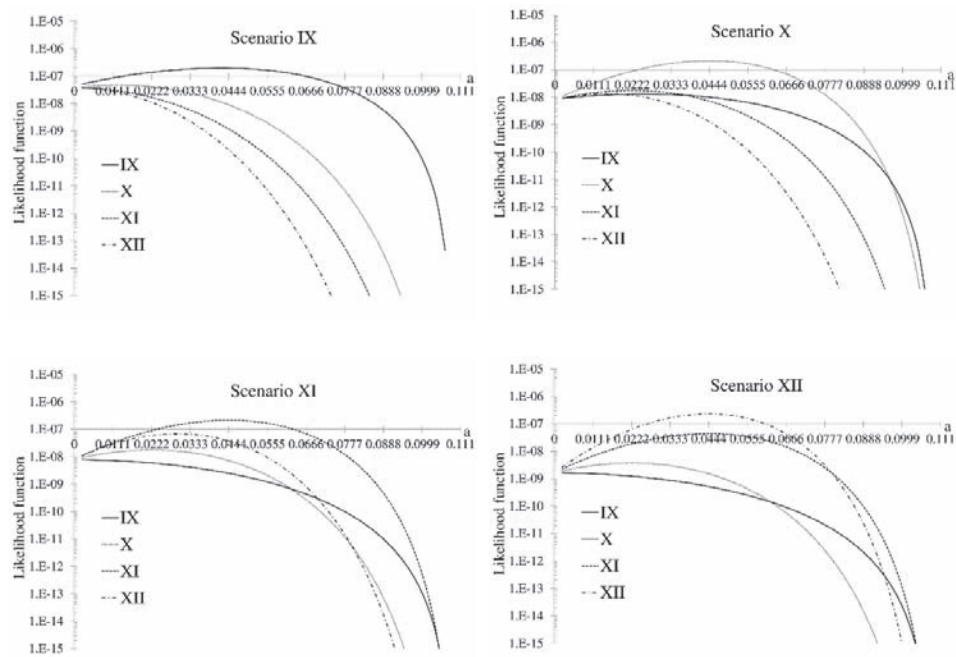 Scenario IX
1.E-05
1.E-06
1.E-07
1.E-08
1.E-09
1.E-10
1.E-11
1.E-12
1.E-13
1.E-14
1.E-15
Likelihood function
a
0.0111 0.0222 0.0333 0.0444 0.0555 0.0666 0.0777 0.0888 0.0999 0.111
IX
X
XI
XII
Scenario X
1.E-05
1.E-06
1.E-07
1.E-08
1.E-09
1.E-10
1.E-11
1.E-12
1.E-13
1.E-14
1.E-15
Likelihood function
a
0.0111 0.0222 0.0333 0.0444 0.0555 0.0666 0.0777 0.0888 0.0999 0.111
IX
X
XI
XII
Scenario XI
1.E-05
1.E-06
1.E-07
1.E-08
1.E-09
1.E-10
1.E-11
1.E-12
1.E-13
1.E-14
1.E-15
Likelihood function
a
0.0111 0.0222 0.0333 0.0444 0.0555 0.0666 0.0777 0.0888 0.0999 0.111
IX
X
XI
XII
Scenario XII
1.E-05
1.E-06
1.E-07
1.E-08
1.E-09
1.E-10
1.E-11
1.E-12
1.E-13
1.E-14
1.E-15
Likelihood function
a
0.0111 0.0222 0.0333 0.0444 0.0555 0.0666 0.0777 0.0888 0.0999 0.111
IX
X
XI
XII